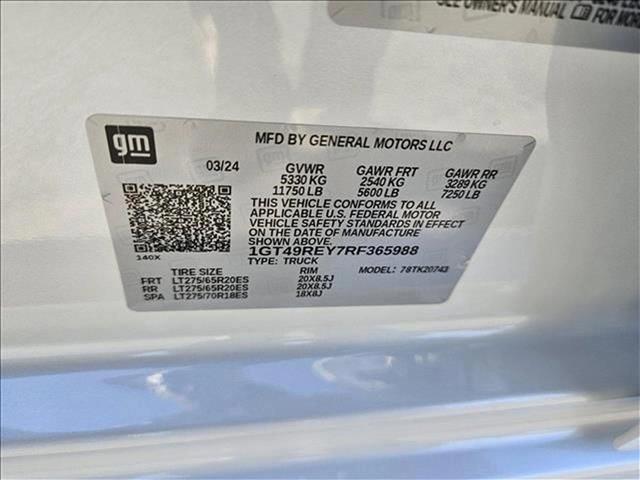 SEE OWNER'S MANUAL FOR MORE
gm
MFD BY GENERAL MOTORS LLC
03/24 GVWR GAWR FRT GAWR RR
5330 KG 2540 KG 3289 KG
11750 LB 5600 LB 7250 LB
THIS VEHICLE CONFORMS TO ALL
APPLICABLE U.S. FEDERAL MOTOR
VEHICLE SAFETY STANDARDS IN EFFECT
ON THE DATE OF MANUFACTURE
SHOWN ABOVE.
1GT49REY7RF365988
140X TYPE: TRUCK
TIRE SIZE RIM MODEL: 78TK20743
FRT LT275/65R20ES 20X8.5J
RR LT275/65R20ES 20X8.5J
SPA LT275/70R18ES 18X8J